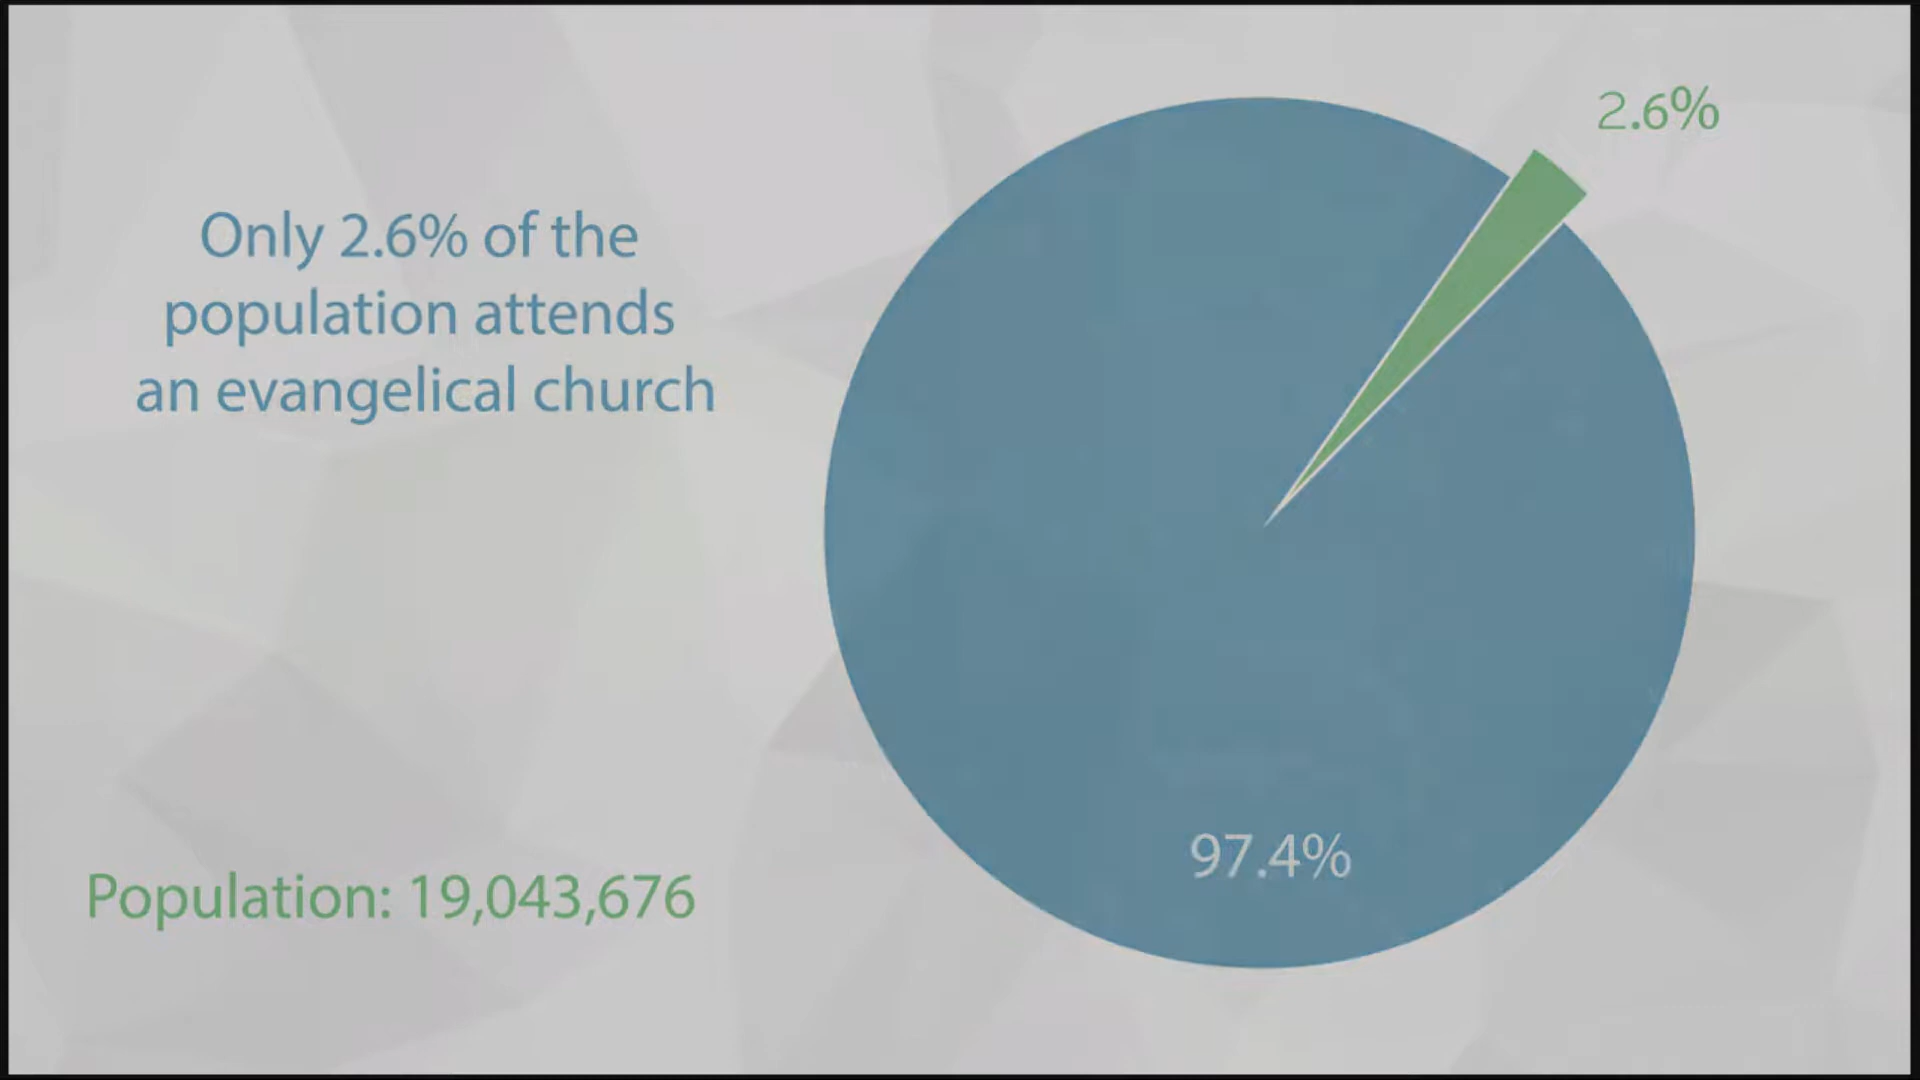 Only 2.6% of the
population attends
an evangelical church
Population: 19,043,676
2.6%
97.4%